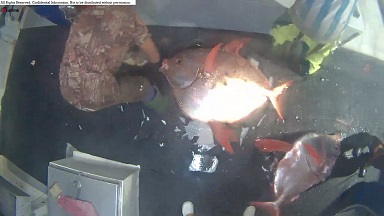 All Rights Reserved. Confidential Information. Not to be distributed without permission.